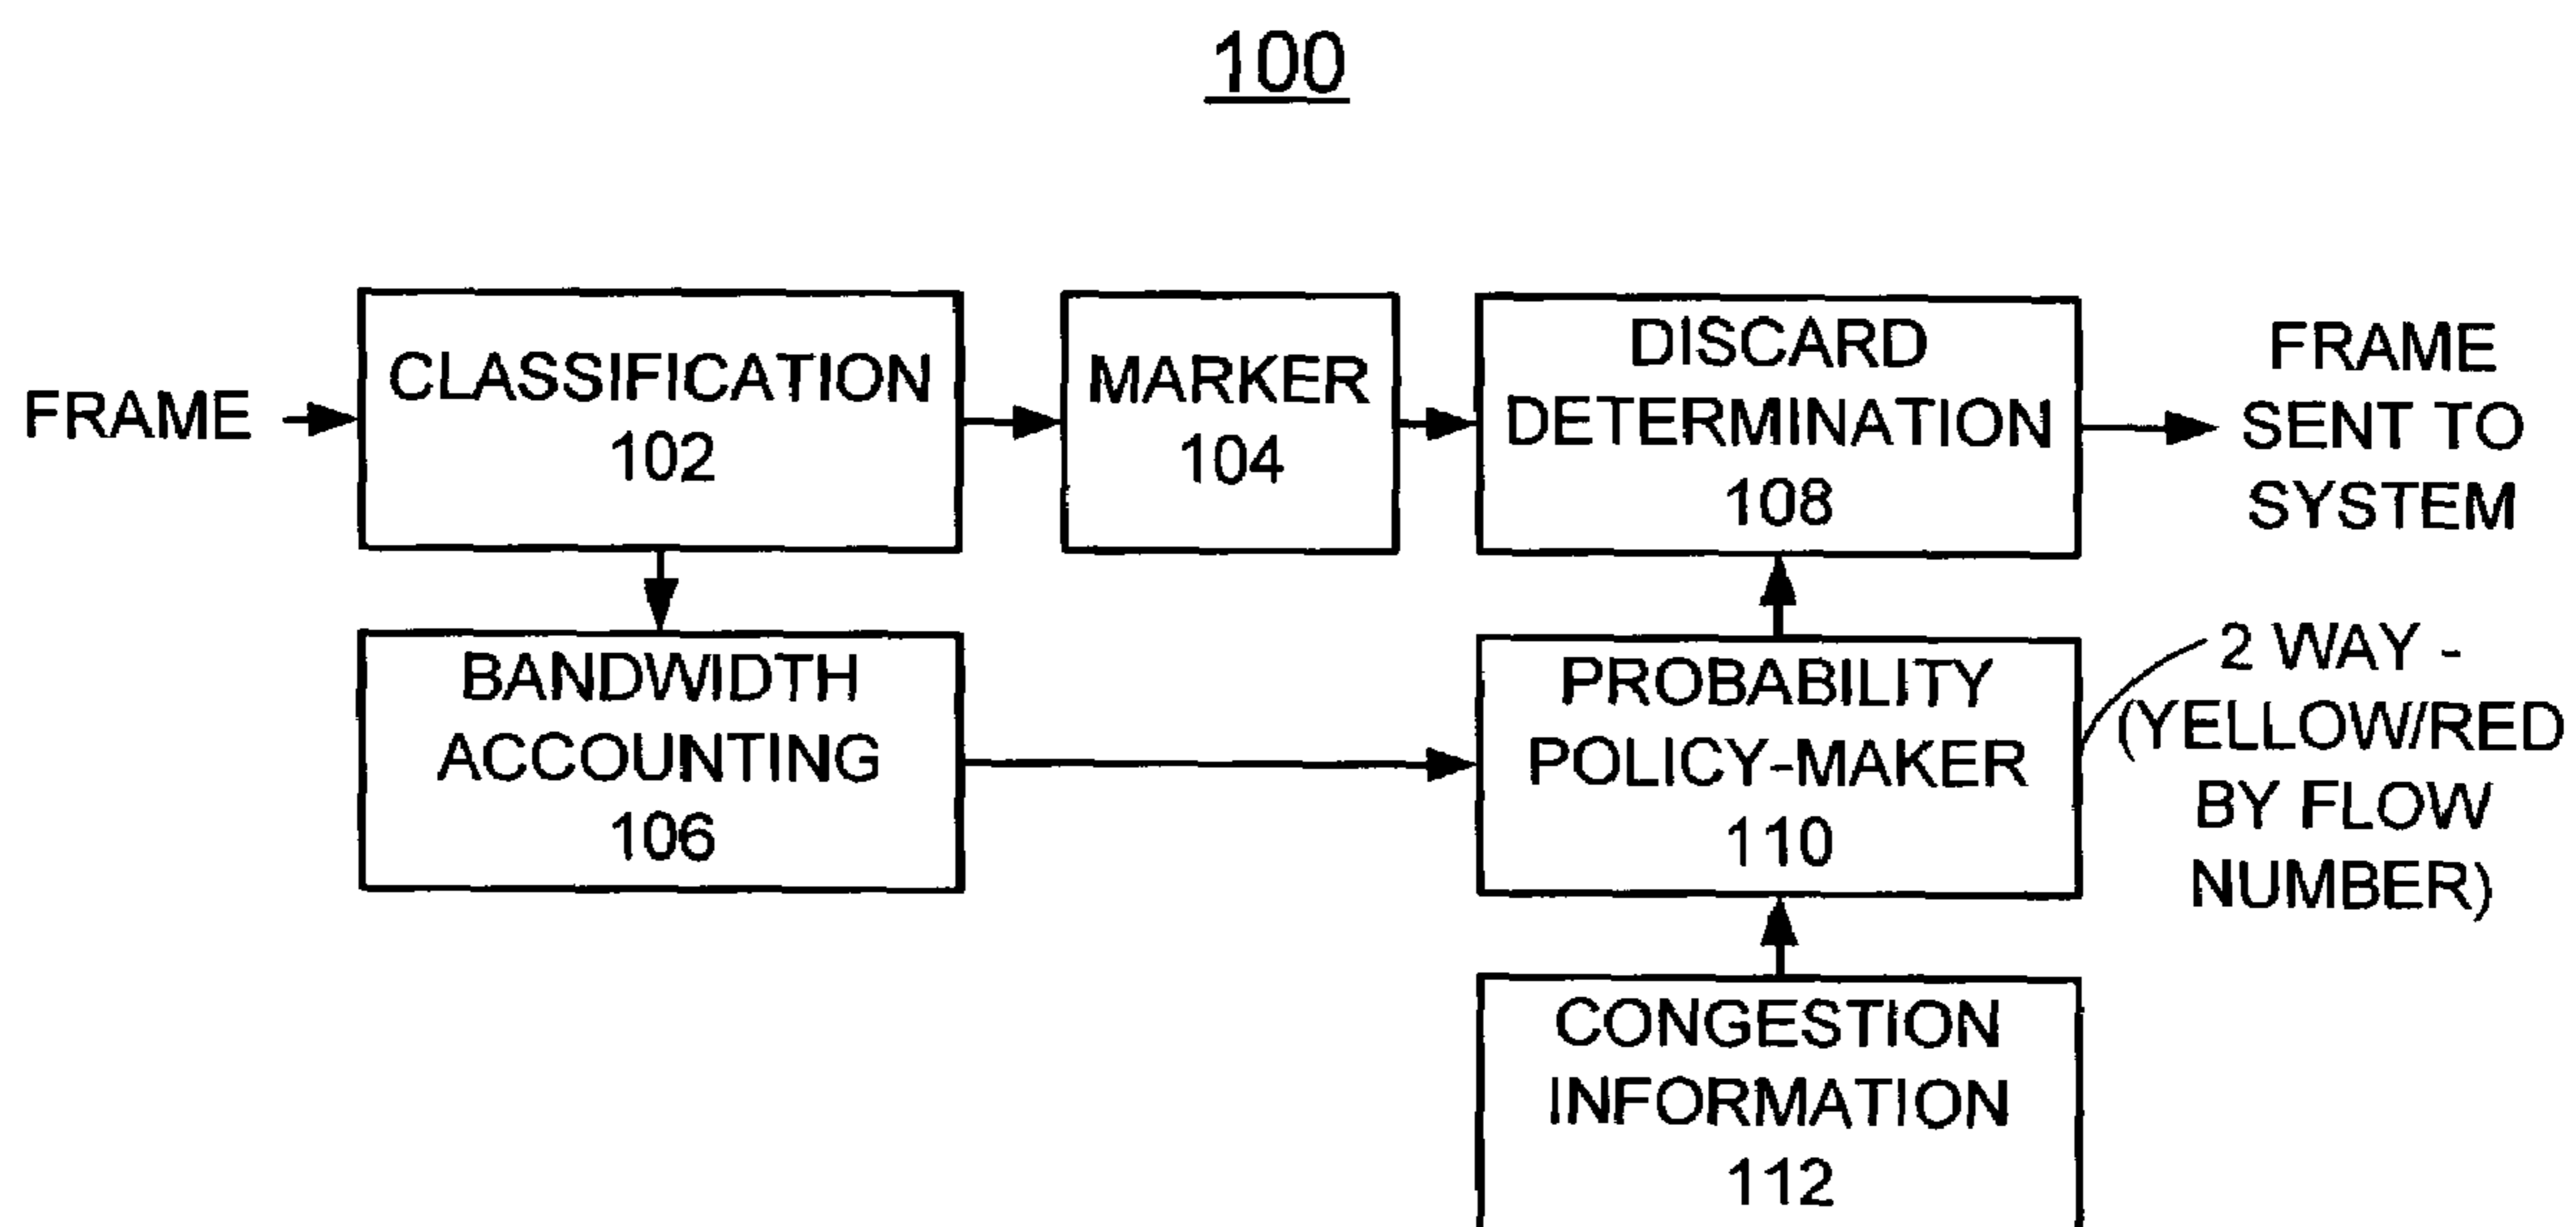 100
FRAME
CLASSIFICATION
102
MARKER
104
DISCARD
DETERMINATION
108
FRAME
SENT TO
SYSTEM
BANDWIDTH
ACCOUNTING
106
PROBABILITY
POLICY-MAKER
110
2 WAY -
(YELLOW/RED
BY FLOW
NUMBER)
CONGESTION
INFORMATION
112